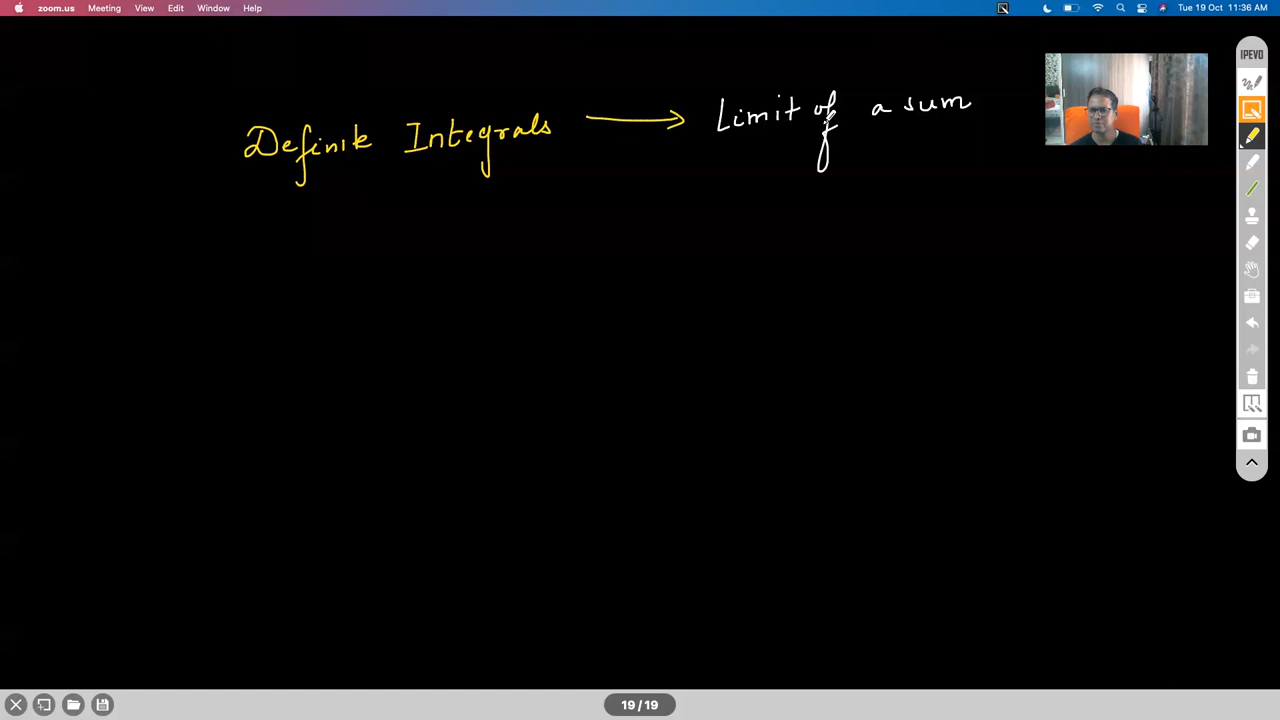 zoom.us Meeting View Edit Window Help Tue 19 Oct 11:36 AM
IPEVO
Definite Integrals → Limit of a sum
19/19